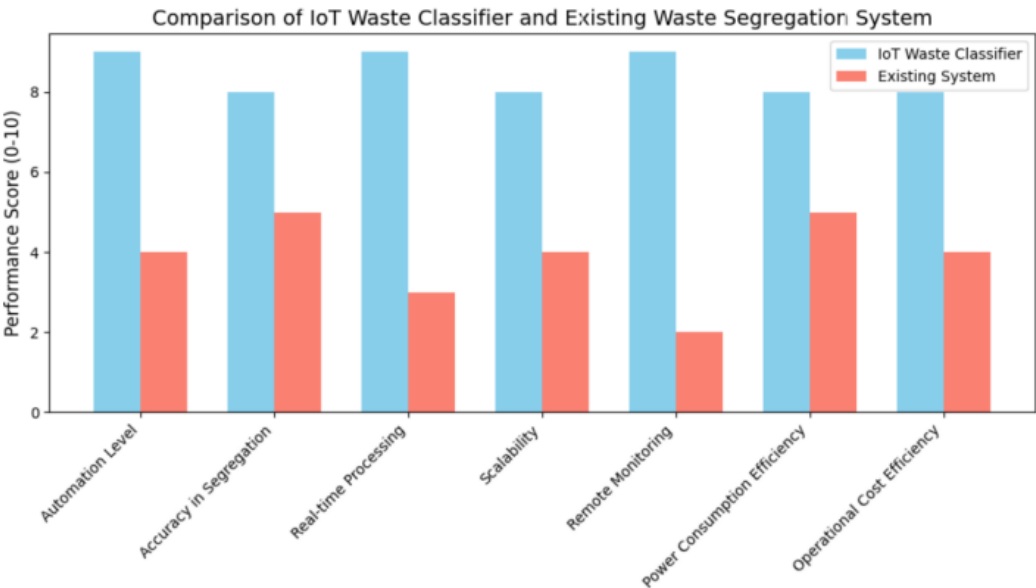 Comparison of IoT Waste Classifier and Existing Waste Segregation System
IoT Waste Classifier
Existing System
Performance Score (0-10)
8
6
4
2
0
Automation Level
Accuracy in Segregation
Real-time Processing
Scalability
Remote Monitoring
Power Consumption Efficiency
Operational Cost Efficiency